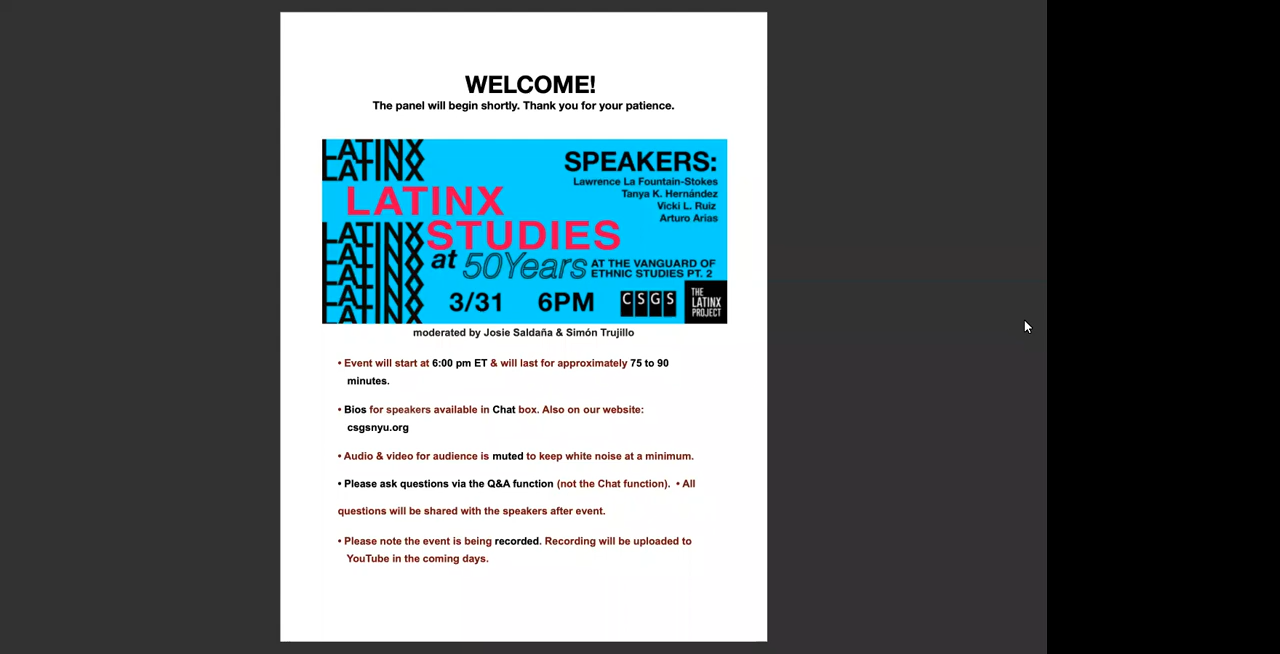 WELCOME!
The panel will begin shortly. Thank you for your patience.
LATINX
LATINX
LATINX
STUDIES
at 50Years
AT THE VANGUARD OF
ETHNIC STUDIES PT. 2
LATINX
LATINX
LATINX
LATINX
SPEAKERS:
Lawrence La Fountain-Stokes
Tanya K. Hernández
Vicki L. Ruiz
Arturo Arias
3/31 6PM
CSGS
THE
LATINX
PROJECT
moderated by Josie Saldaña & Simón Trujillo
• Event will start at 6:00 pm ET & will last for approximately 75 to 90
minutes.
• Bios for speakers available in Chat box. Also on our website:
csgsnyu.org
• Audio & video for audience is muted to keep white noise at a minimum.
• Please ask questions via the Q&A function (not the Chat function). • All
questions will be shared with the speakers after event.
• Please note the event is being recorded. Recording will be uploaded to
YouTube in the coming days.